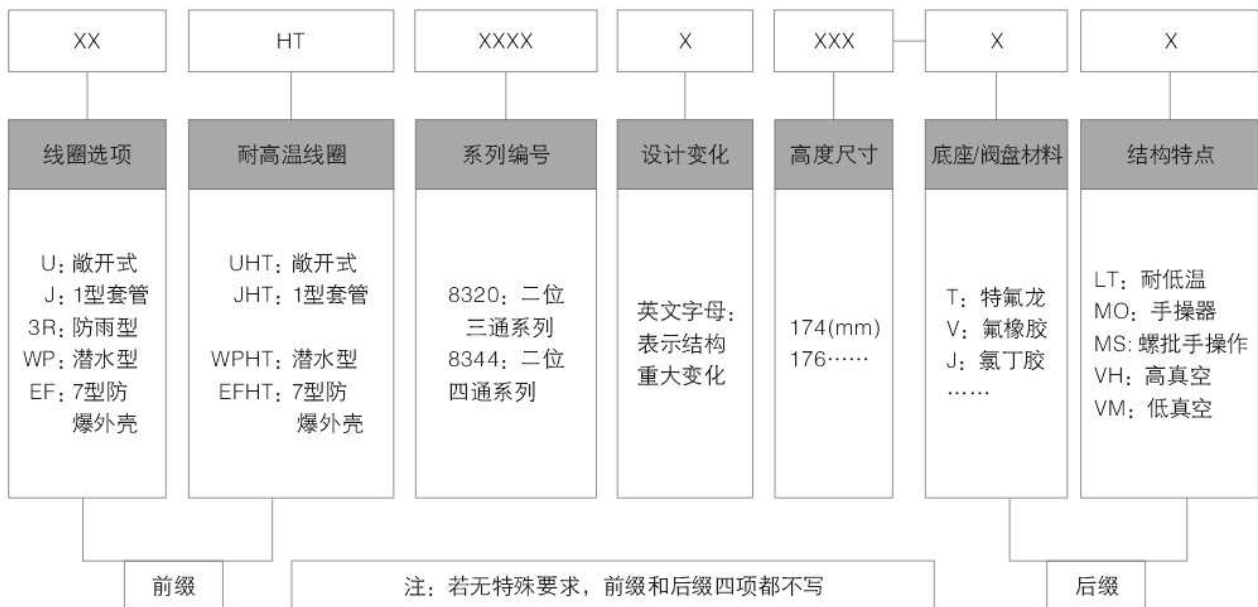 XX
HT
XXXX
X
XXX
X
X
线圈选项
耐高温线圈
系列编号
设计变化
高度尺寸
底座/阀盘材料
结构特点
U: 敞开式
J: 1型套管
3R: 防雨型
WP: 潜水型
EF: 7型防
爆外壳
UHT: 敞开式
JHT: 1型套管
WPHT: 潜水型
EFHT: 7型防
爆外壳
8320: 二位
三通系列
8344: 二位
四通系列
英文字母:
表示结构
重大变化
174(mm)
176……
T: 特氟龙
V: 氟橡胶
J: 氯丁胶
……
LT: 耐低温
MO: 手操器
MS: 螺批手操作
VH: 高真空
VM: 低真空
前缀
注: 若无特殊要求, 前缀和后缀四项都不写
后缀